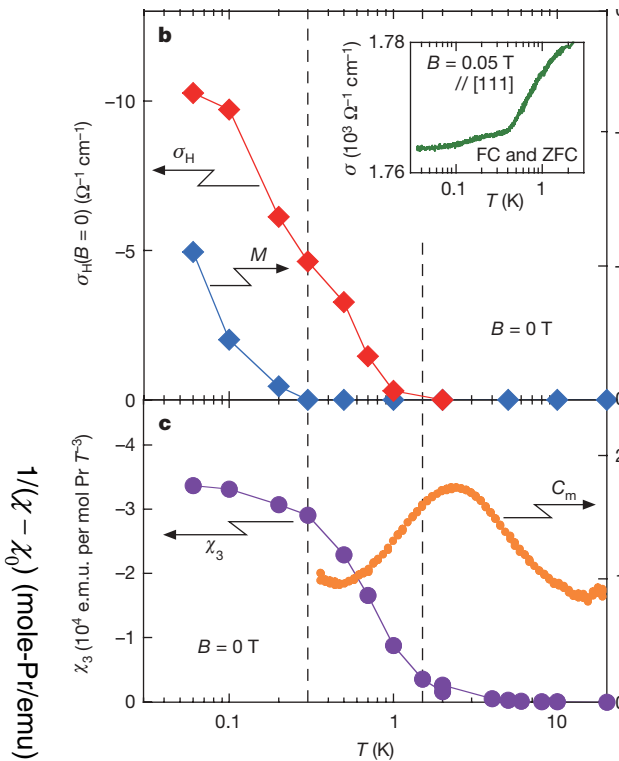 b
1.78
B = 0.05 T
// [111]
σ (10³ Ω⁻¹ cm⁻¹)
FC and ZFC
1.76
0.1
1
T (K)
–10
σH
σH(B = 0) (Ω⁻¹ cm⁻¹)
–5
M
B = 0 T
0
0
c
–4
2
Cm
–3
χ3
χ3 (10⁴ e.m.u. per mol Pr T⁻³)
–2
1
–1
B = 0 T
0
0
0.1
1
10
T (K)
1/(χ – χ0) (mole-Pr/emu)